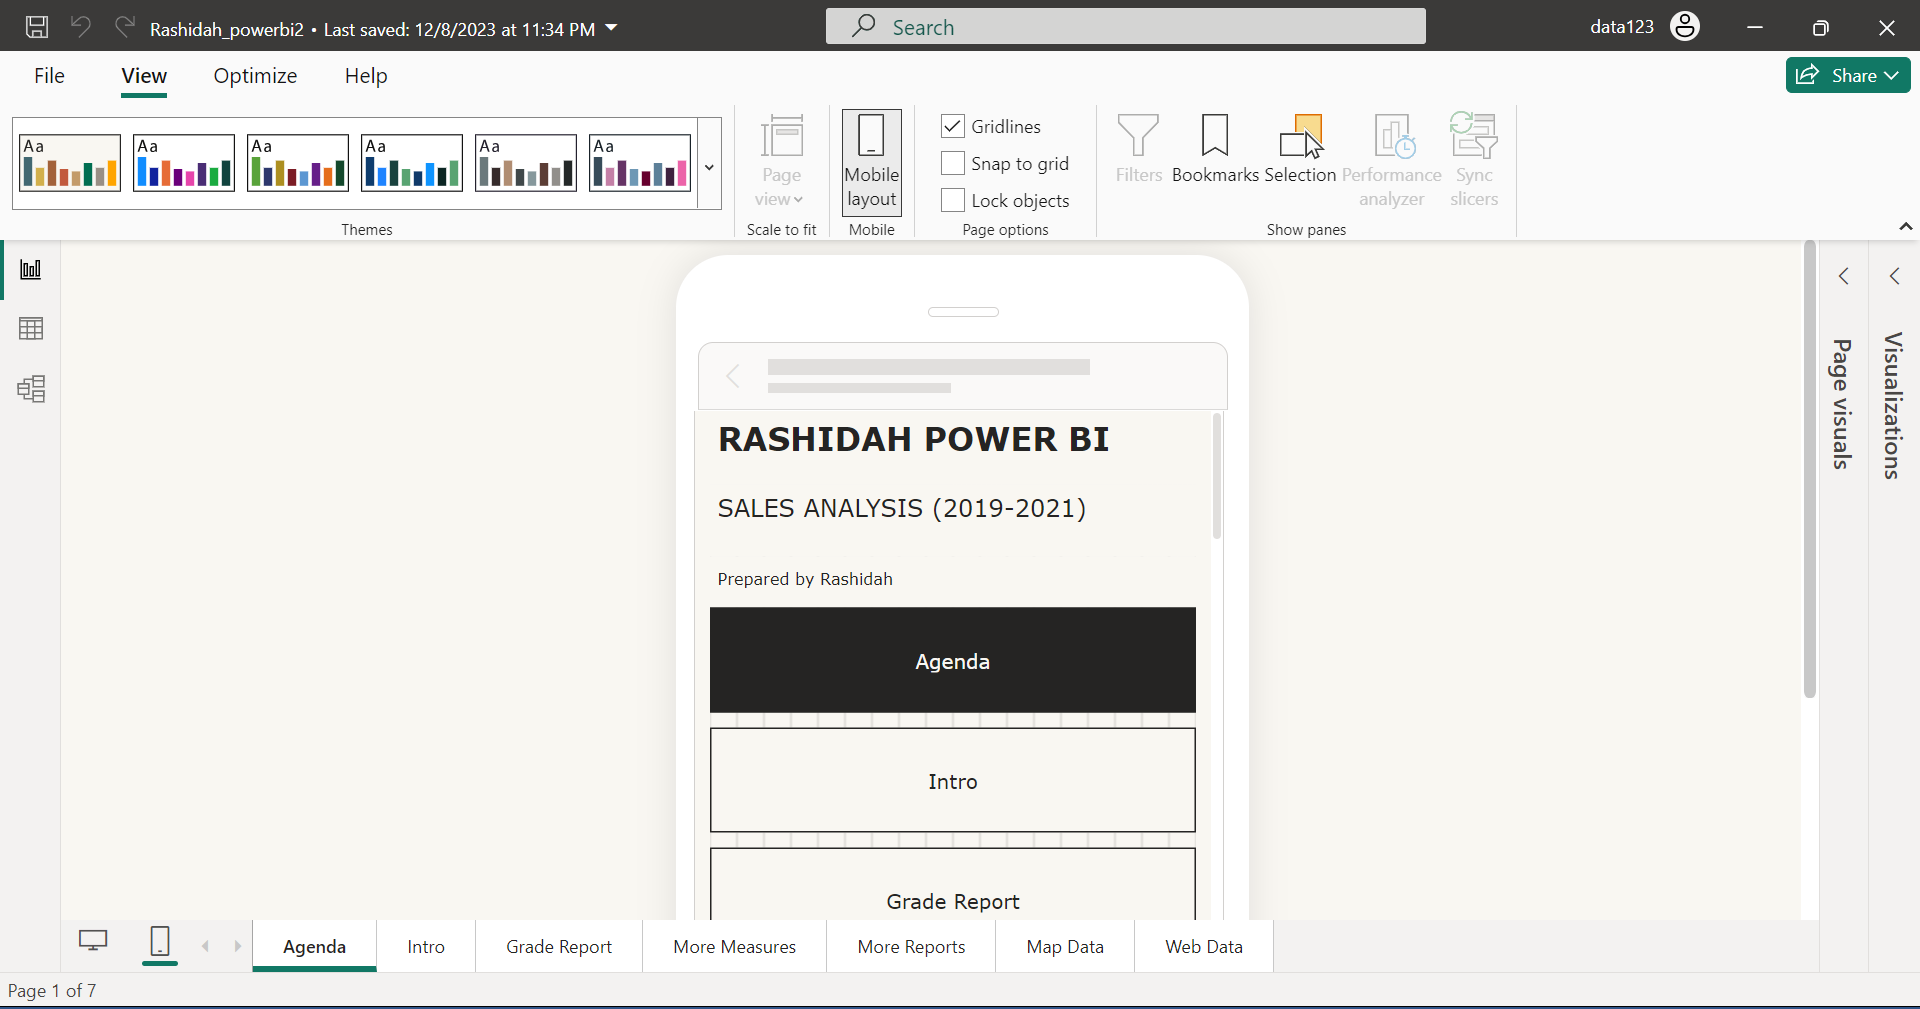 Rashidah_powerbi2 • Last saved: 12/8/2023 at 11:34 PM
Search
data123
File
View
Optimize
Help
Share
Aa
Aa
Aa
Aa
Aa
Aa
Themes
Page
view
Scale to fit
Mobile
layout
Mobile
Gridlines
Snap to grid
Lock objects
Page options
Filters
Bookmarks
Selection
Performance
analyzer
Sync
slicers
Show panes
Page visuals
Visualizations
RASHIDAH POWER BI
SALES ANALYSIS (2019-2021)
Prepared by Rashidah
Agenda
Intro
Grade Report
Agenda
Intro
Grade Report
More Measures
More Reports
Map Data
Web Data
Page 1 of 7